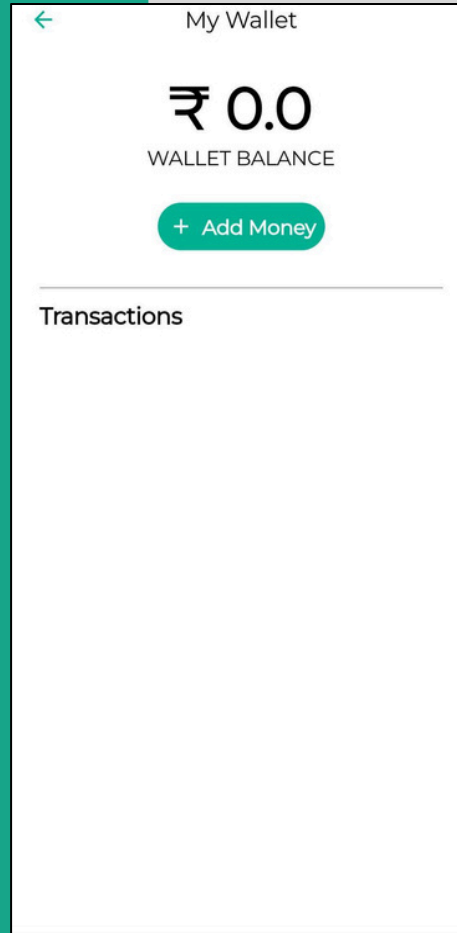 My Wallet
₹ 0.0
WALLET BALANCE
+ Add Money
Transactions